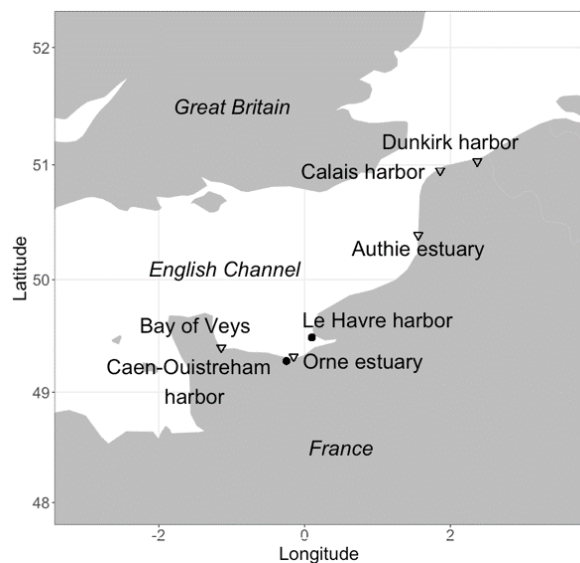 52
Great Britain
Dunkirk harbor
51
Calais harbor
Authie estuary
Latitude
50
English Channel
Le Havre harbor
Bay of Veys
Caen-Ouistreham
harbor
Orne estuary
49
France
48
-2
0
2
Longitude